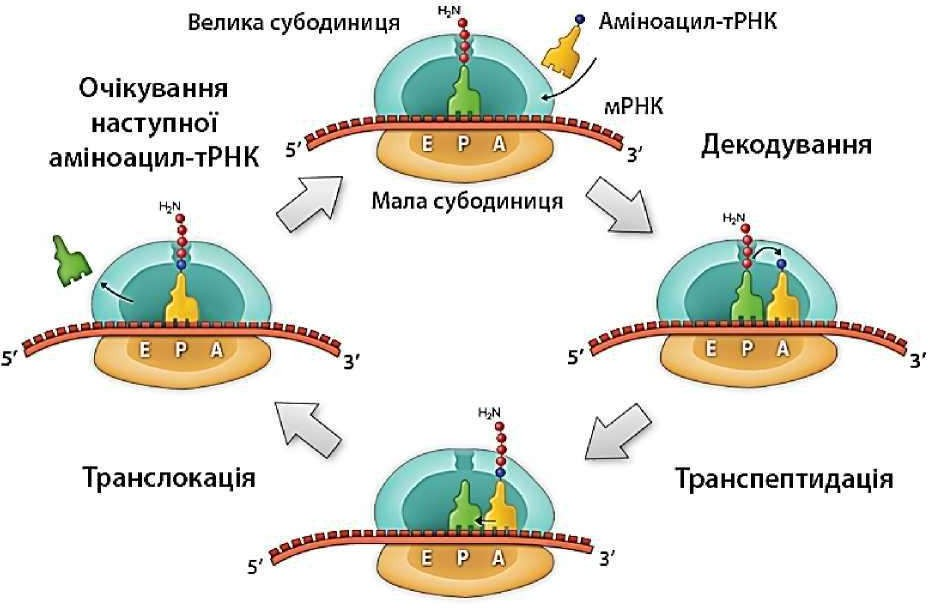 H₂N
Велика субодиниця
Аміноацил-тРНК
Очікування
наступної
аміноацил-тРНК
мРНК
5′
E P A
3′
Декодування
Мала субодиниця
H₂N
H₂N
E P A
5′
3′
E P A
5′
3′
H₂N
Транслокація
Транспептидація
E P A
5′
3′